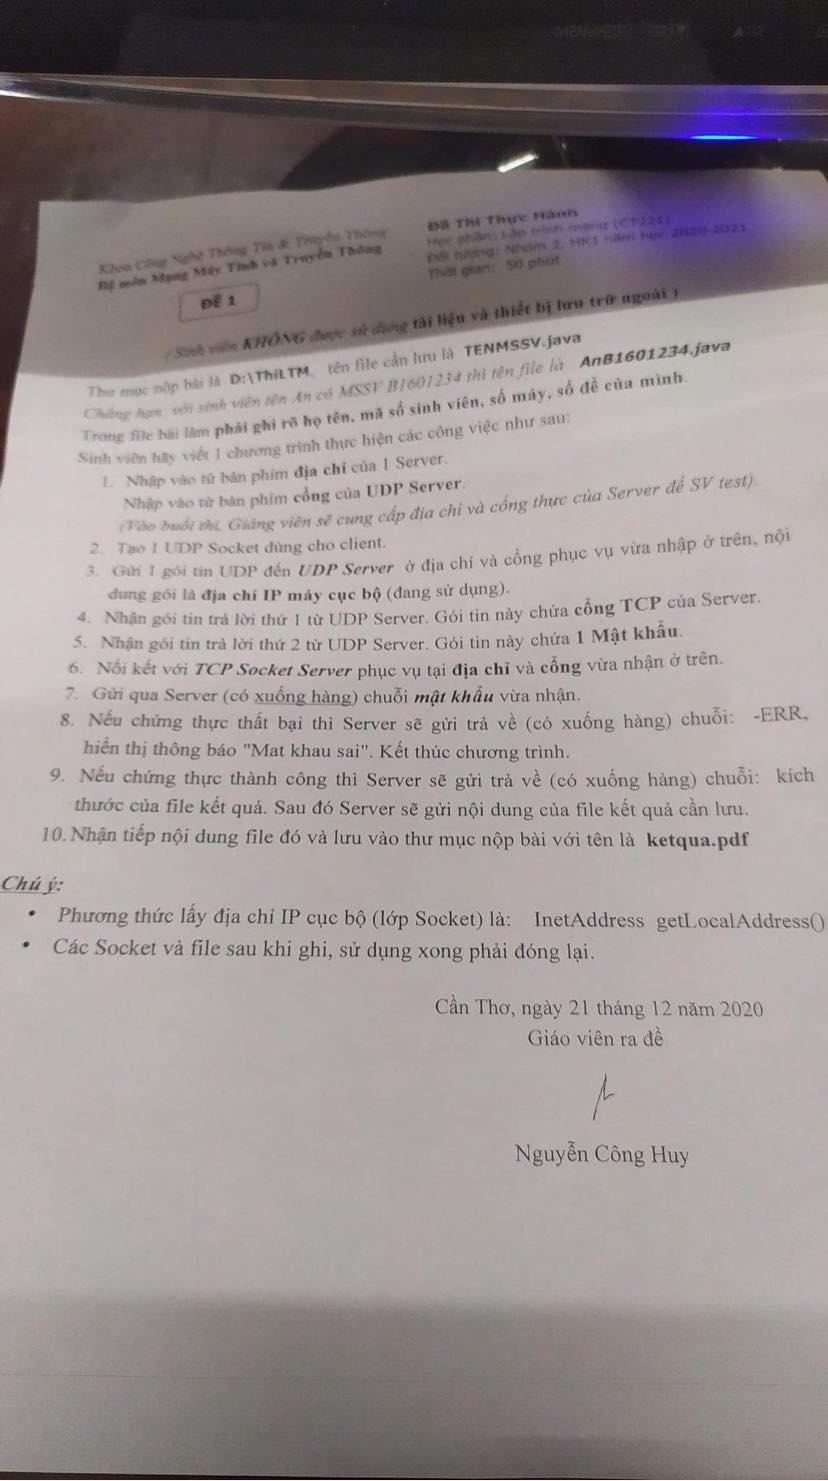 MENU
Khoa Công Nghệ Thông Tin & Truyền Thông
Bộ môn Mạng Máy Tính và Truyền Thông
ĐỀ 1
Đề Thi Thực Hành
Học phần: Lập trình mạng (CT221)
Đối tượng: Nhóm 2, HK1 năm học 2020-2021
Thời gian: 50 phút
( Sinh viên KHÔNG được sử dụng tài liệu và thiết bị lưu trữ ngoài )
Thư mục nộp bài là D:\ThiLTM, tên file cần lưu là TENMSSV.java
Chẳng hạn, với sinh viên tên An có MSSV B1601234 thì tên file là AnB1601234.java
Trong file bài làm phải ghi rõ họ tên, mã số sinh viên, số máy, số đề của mình.
Sinh viên hãy viết 1 chương trình thực hiện các công việc như sau:
1. Nhập vào từ bàn phím địa chỉ của 1 Server.
Nhập vào từ bàn phím cổng của UDP Server.
(Vào buổi thi, Giảng viên sẽ cung cấp địa chỉ và cổng thực của Server để SV test).
2. Tạo 1 UDP Socket dùng cho client.
3. Gửi 1 gói tin UDP đến UDP Server ở địa chỉ và cổng phục vụ vừa nhập ở trên, nội
dung gói là địa chỉ IP máy cục bộ (đang sử dụng).
4. Nhận gói tin trả lời thứ 1 từ UDP Server. Gói tin này chứa cổng TCP của Server.
5. Nhận gói tin trả lời thứ 2 từ UDP Server. Gói tin này chứa 1 Mật khẩu.
6. Nối kết với TCP Socket Server phục vụ tại địa chỉ và cổng vừa nhận ở trên.
7. Gửi qua Server (có xuống hàng) chuỗi mật khẩu vừa nhận.
8. Nếu chứng thực thất bại thì Server sẽ gửi trả về (có xuống hàng) chuỗi: -ERR,
hiển thị thông báo "Mat khau sai". Kết thúc chương trình.
9. Nếu chứng thực thành công thì Server sẽ gửi trả về (có xuống hàng) chuỗi: kích
thước của file kết quả. Sau đó Server sẽ gửi nội dung của file kết quả cần lưu.
10. Nhận tiếp nội dung file đó và lưu vào thư mục nộp bài với tên là ketqua.pdf
Chú ý:
• Phương thức lấy địa chỉ IP cục bộ (lớp Socket) là: InetAddress getLocalAddress()
• Các Socket và file sau khi ghi, sử dụng xong phải đóng lại.
Cần Thơ, ngày 21 tháng 12 năm 2020
Giáo viên ra đề
Nguyễn Công Huy